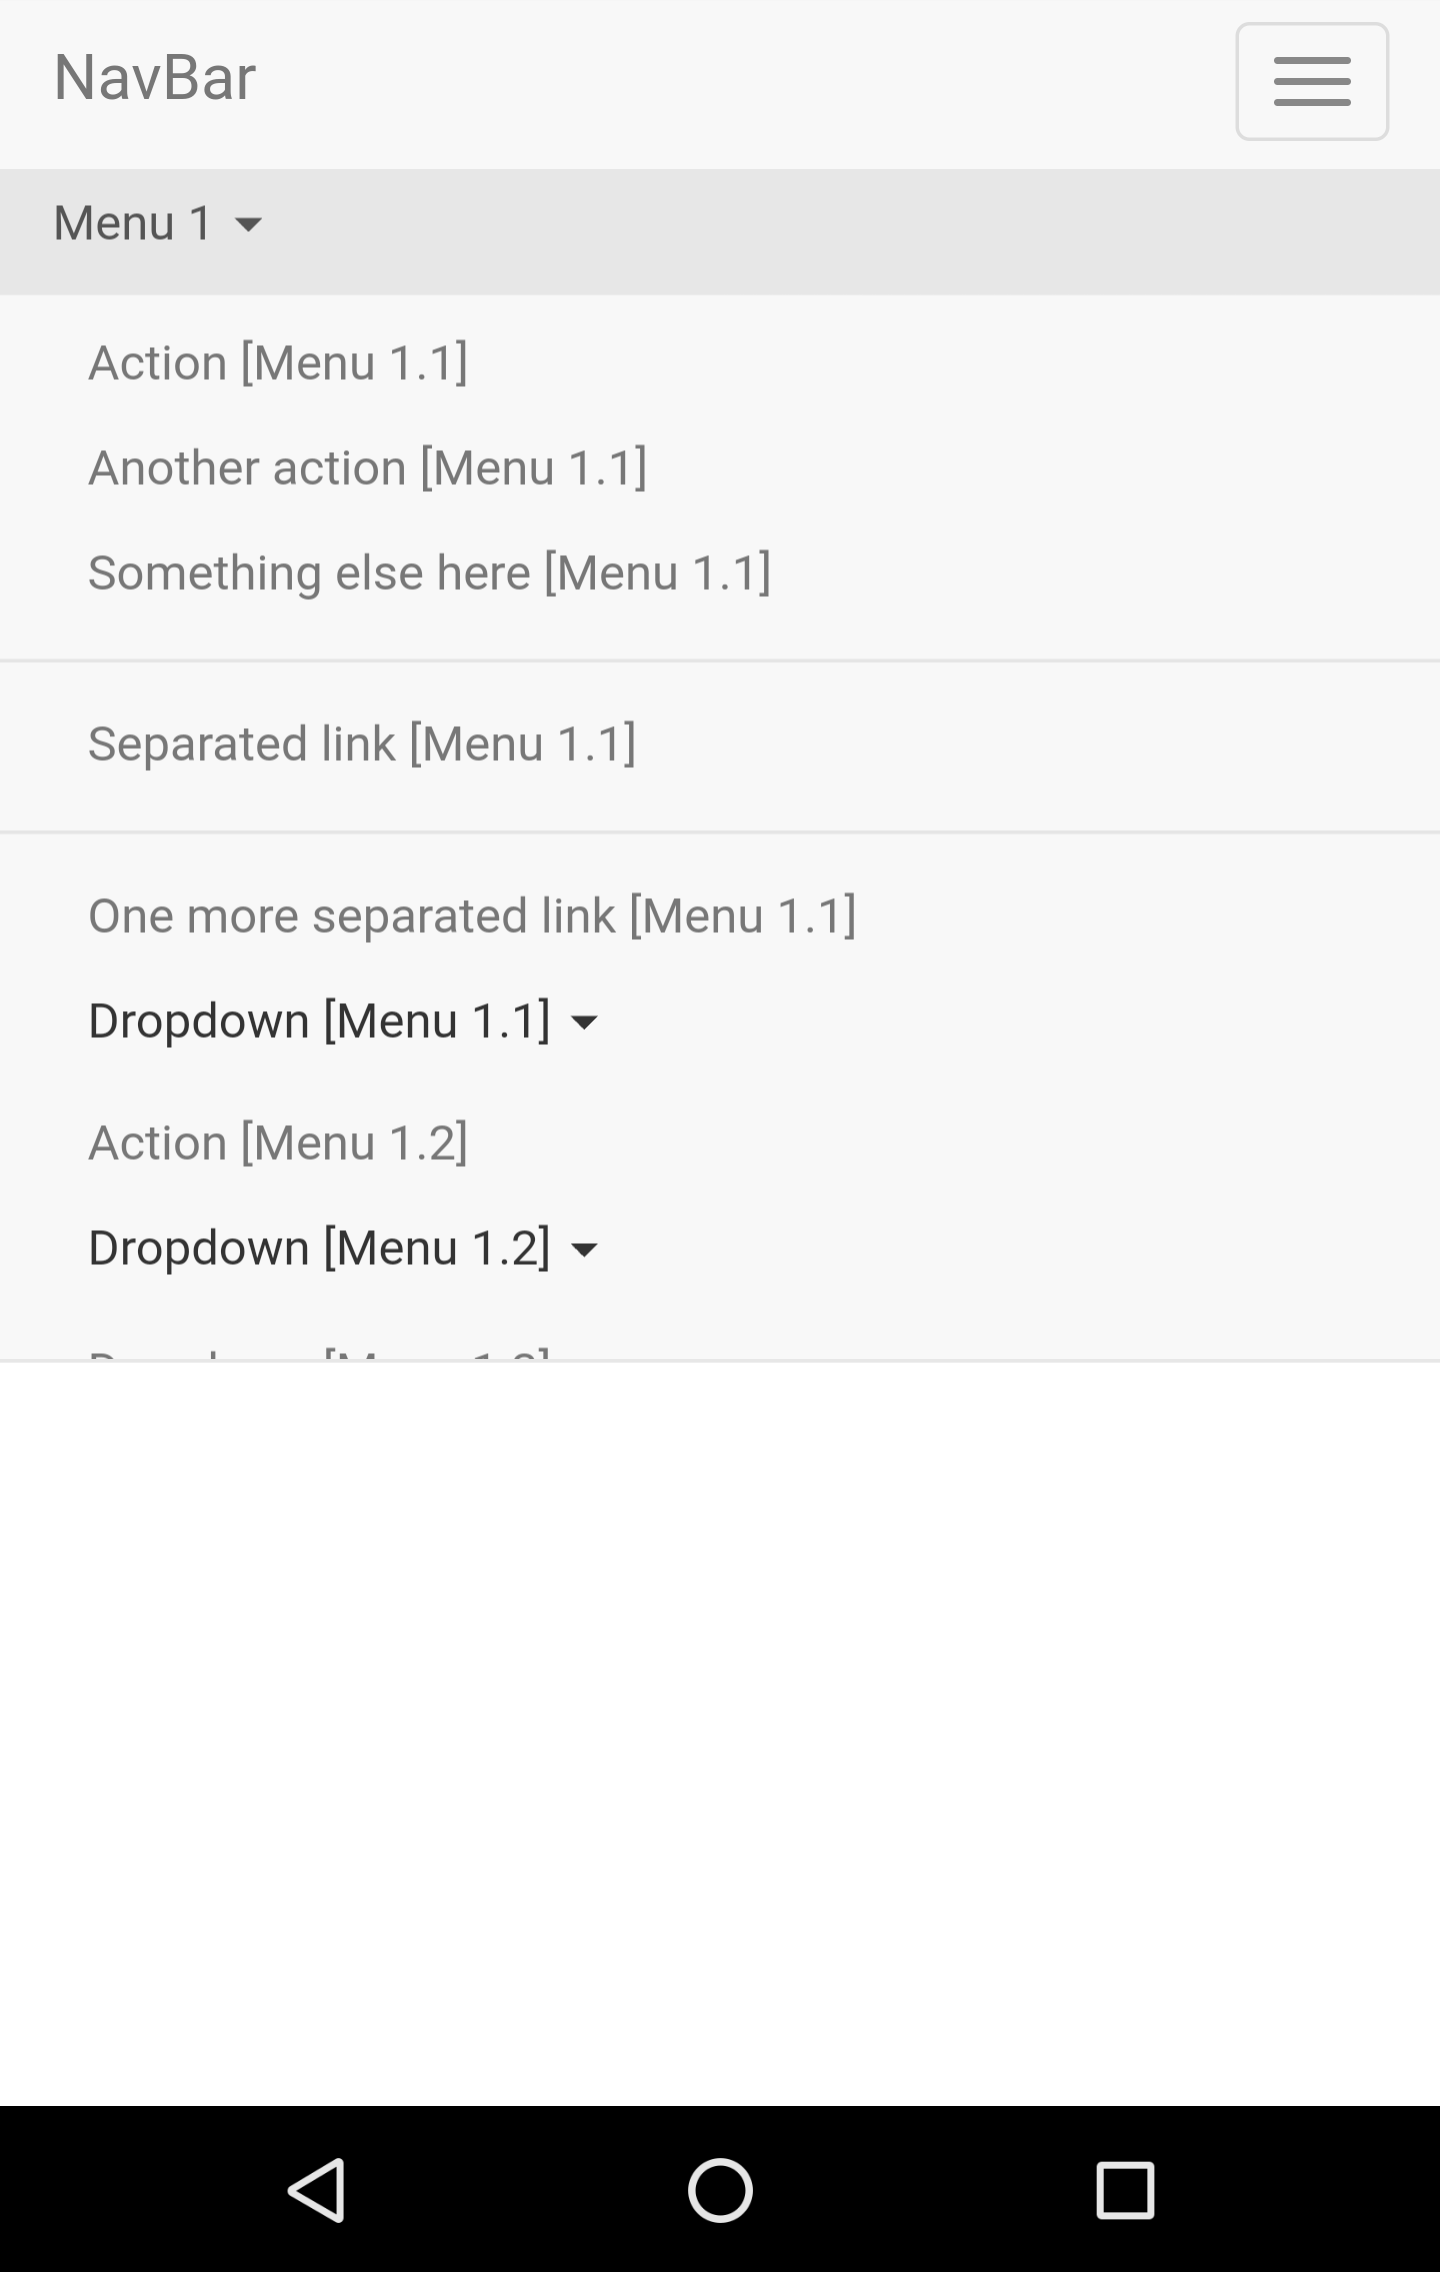 NavBar
Menu 1
Action [Menu 1.1]
Another action [Menu 1.1]
Something else here [Menu 1.1]
Separated link [Menu 1.1]
One more separated link [Menu 1.1]
Dropdown [Menu 1.1]
Action [Menu 1.2]
Dropdown [Menu 1.2]